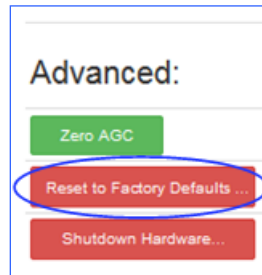 Advanced:
Zero AGC
Reset to Factory Defaults ...
Shutdown Hardware...